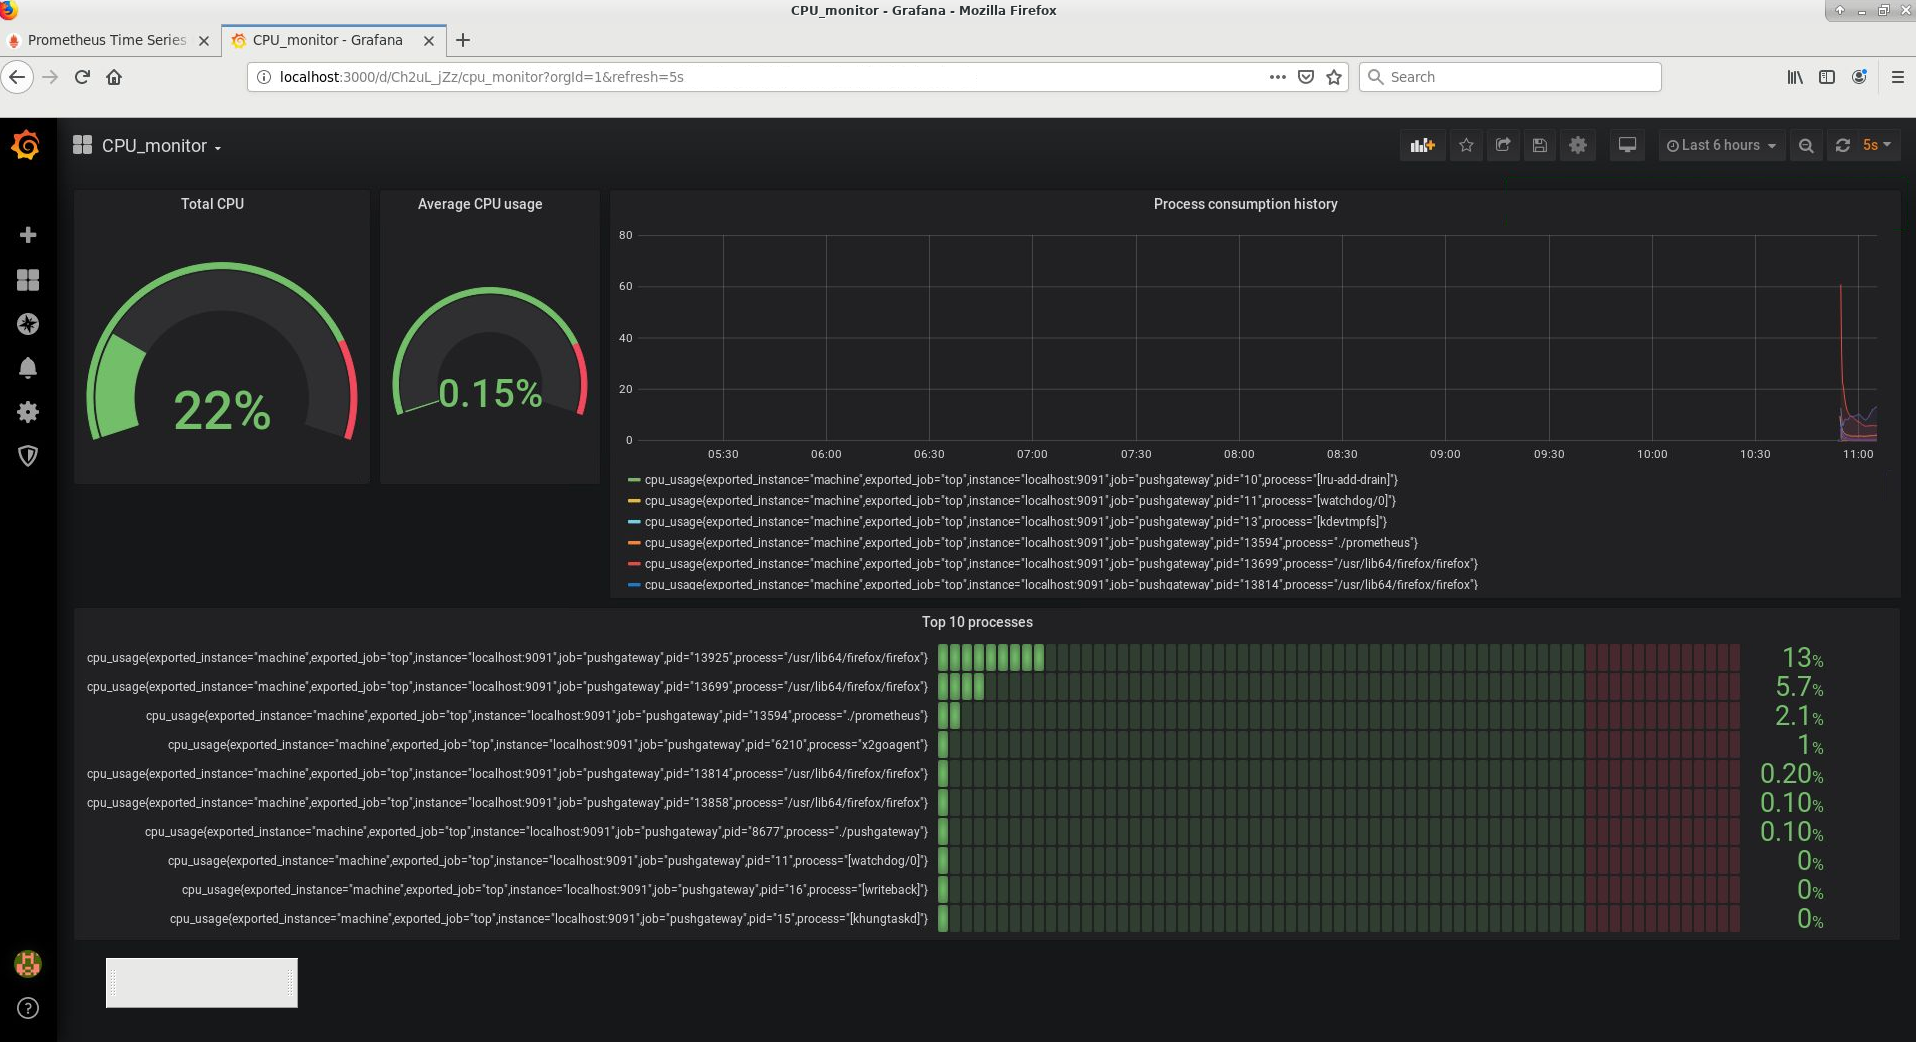 CPU_monitor - Grafana - Mozilla Firefox
Prometheus Time Series
CPU_monitor - Grafana
localhost:3000/d/Ch2uL_jZz/cpu_monitor?orgId=1&refresh=5s
Search
CPU_monitor
Last 6 hours
5s
Total CPU
22%
Average CPU usage
0.15%
Process consumption history
80
60
40
20
0
05:30 06:00 06:30 07:00 07:30 08:00 08:30 09:00 09:30 10:00 10:30 11:00
cpu_usage{exported_instance="machine",exported_job="top",instance="localhost:9091",job="pushgateway",pid="10",process="[lru-add-drain]"}
cpu_usage{exported_instance="machine",exported_job="top",instance="localhost:9091",job="pushgateway",pid="11",process="[watchdog/0]"}
cpu_usage{exported_instance="machine",exported_job="top",instance="localhost:9091",job="pushgateway",pid="13",process="[kdevtmpfs]"}
cpu_usage{exported_instance="machine",exported_job="top",instance="localhost:9091",job="pushgateway",pid="13594",process="./prometheus"}
cpu_usage{exported_instance="machine",exported_job="top",instance="localhost:9091",job="pushgateway",pid="13699",process="/usr/lib64/firefox/firefox"}
cpu_usage{exported_instance="machine",exported_job="top",instance="localhost:9091",job="pushgateway",pid="13814",process="/usr/lib64/firefox/firefox"}
Top 10 processes
cpu_usage{exported_instance="machine",exported_job="top",instance="localhost:9091",job="pushgateway",pid="13925",process="/usr/lib64/firefox/firefox"} 13%
cpu_usage{exported_instance="machine",exported_job="top",instance="localhost:9091",job="pushgateway",pid="13699",process="/usr/lib64/firefox/firefox"} 5.7%
cpu_usage{exported_instance="machine",exported_job="top",instance="localhost:9091",job="pushgateway",pid="13594",process="./prometheus"} 2.1%
cpu_usage{exported_instance="machine",exported_job="top",instance="localhost:9091",job="pushgateway",pid="6210",process="x2goagent"} 1%
cpu_usage{exported_instance="machine",exported_job="top",instance="localhost:9091",job="pushgateway",pid="13814",process="/usr/lib64/firefox/firefox"} 0.20%
cpu_usage{exported_instance="machine",exported_job="top",instance="localhost:9091",job="pushgateway",pid="13858",process="/usr/lib64/firefox/firefox"} 0.10%
cpu_usage{exported_instance="machine",exported_job="top",instance="localhost:9091",job="pushgateway",pid="8677",process="./pushgateway"} 0.10%
cpu_usage{exported_instance="machine",exported_job="top",instance="localhost:9091",job="pushgateway",pid="11",process="[watchdog/0]"} 0%
cpu_usage{exported_instance="machine",exported_job="top",instance="localhost:9091",job="pushgateway",pid="16",process="[writeback]"} 0%
cpu_usage{exported_instance="machine",exported_job="top",instance="localhost:9091",job="pushgateway",pid="15",process="[khungtaskd]"} 0%